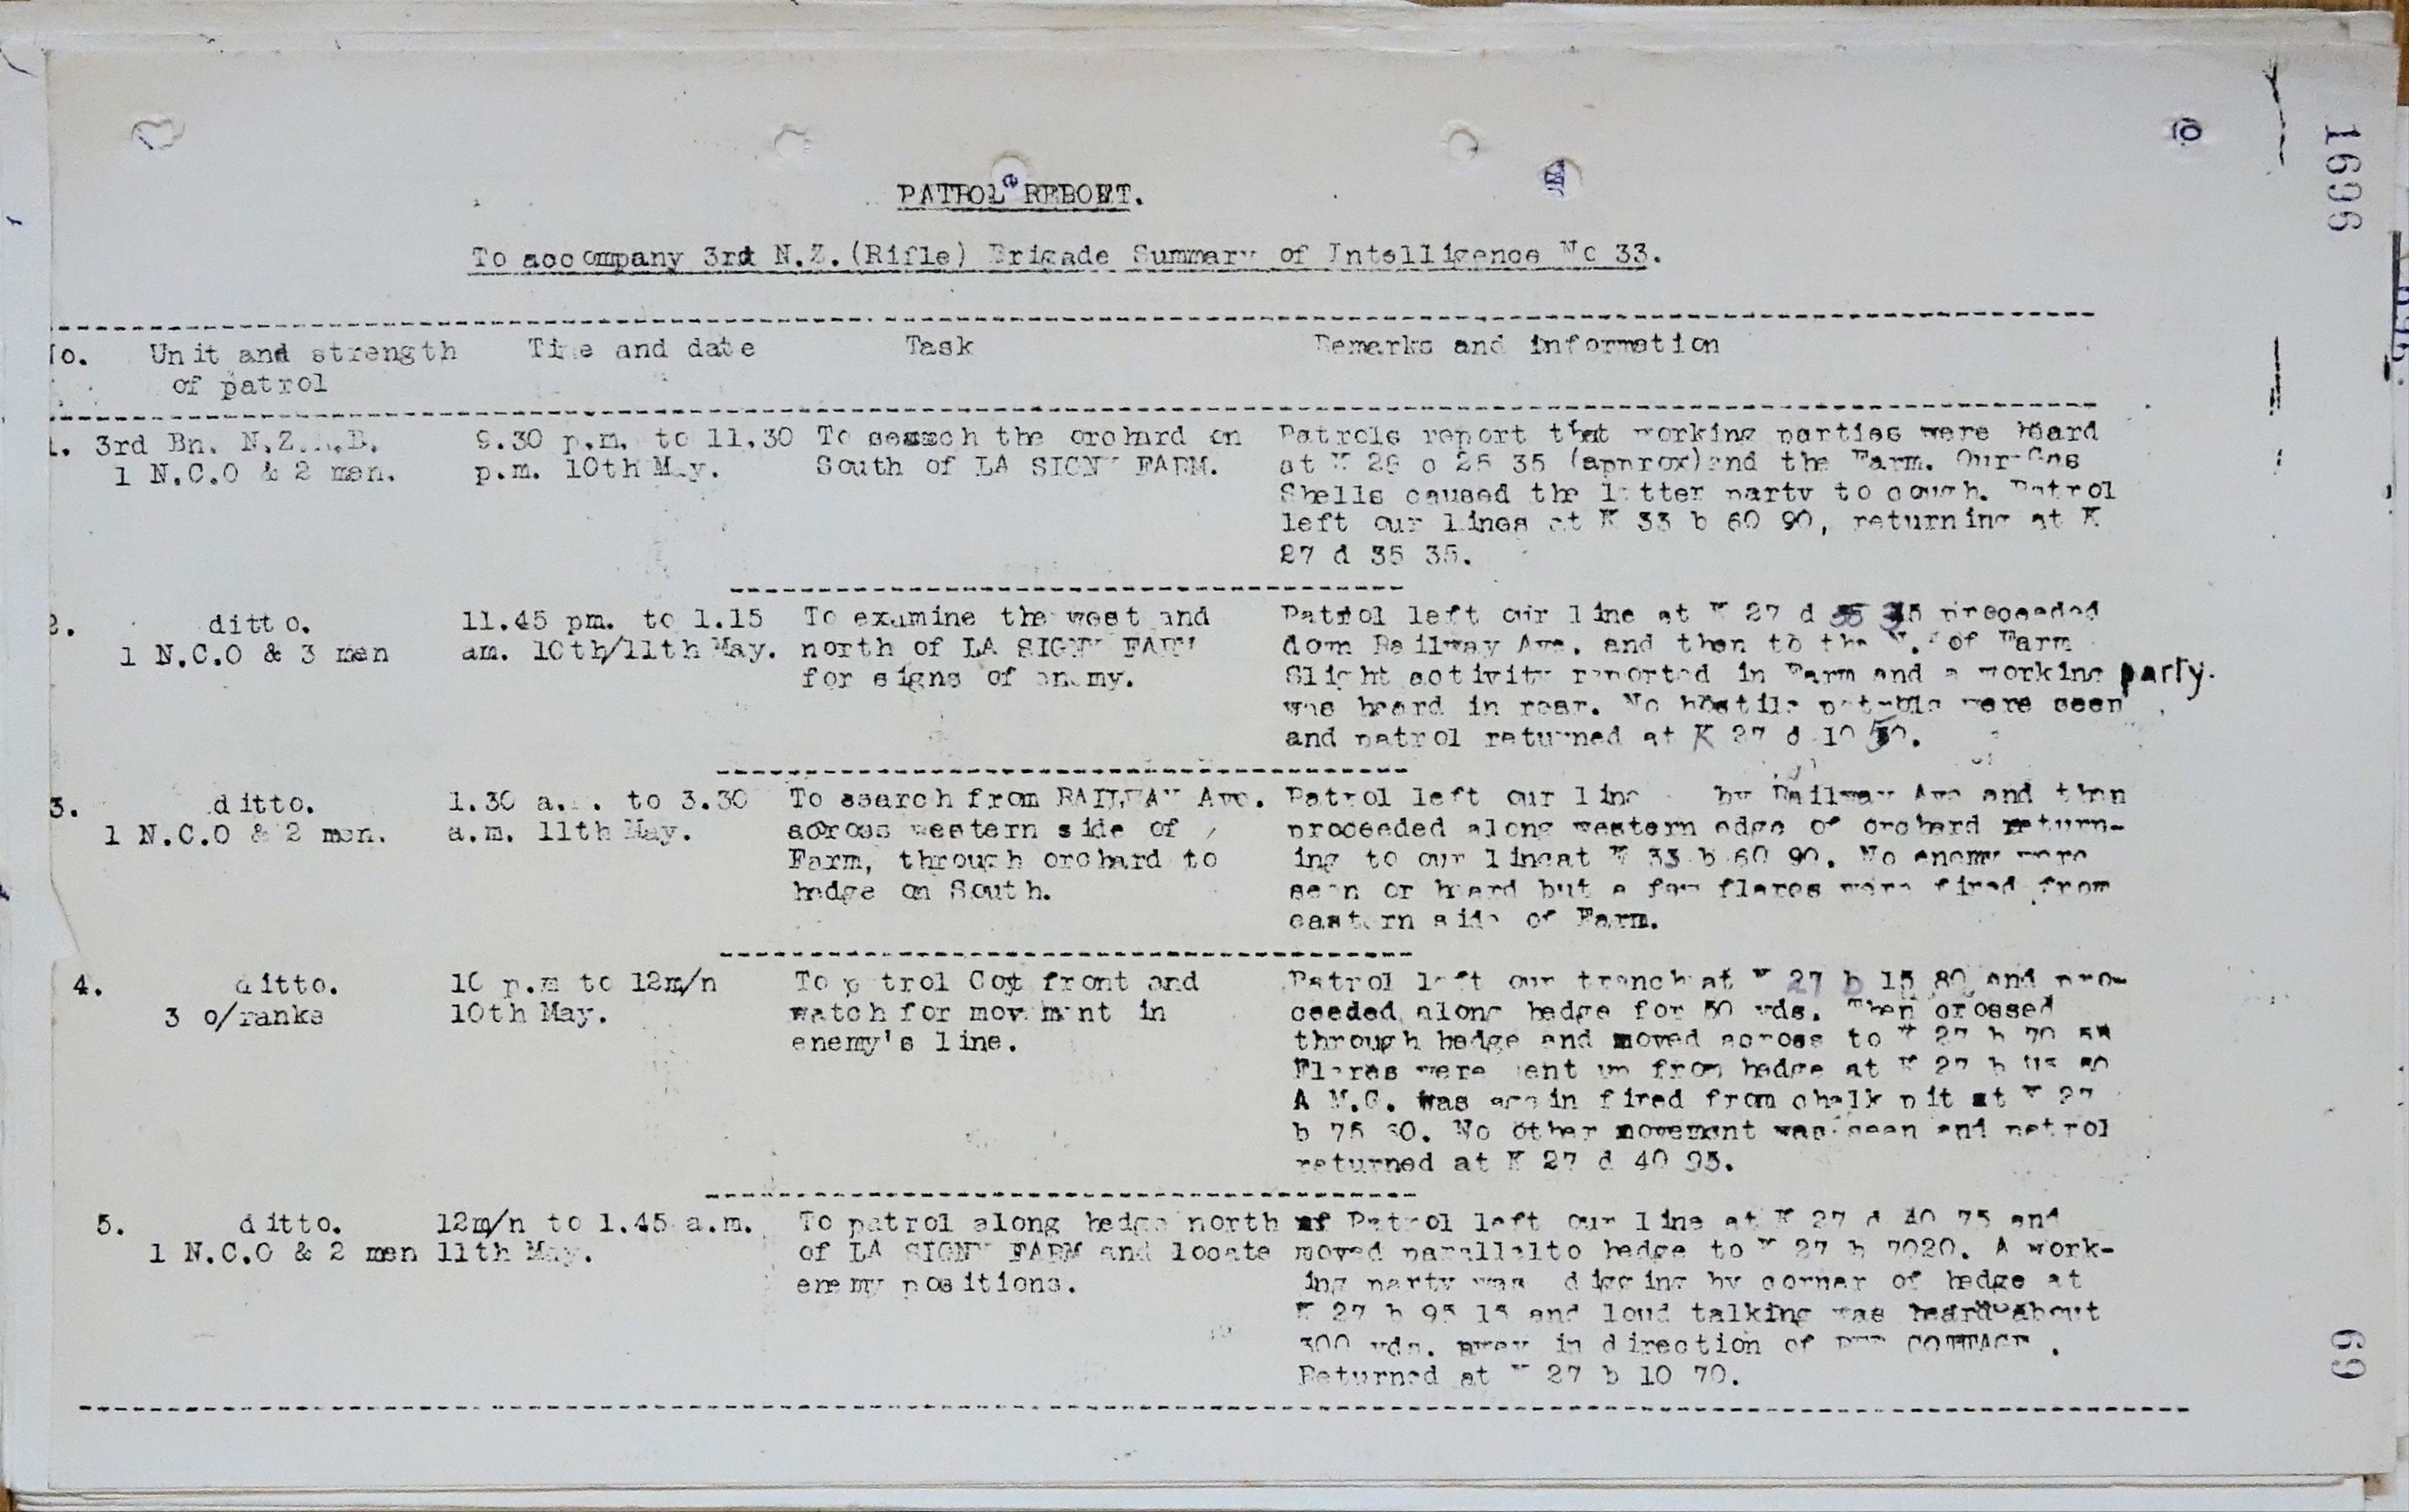 PATROL REPORT.
To accompany 3rd N.Z.(Rifle) Brigade Summary of Intelligence No 33.
No. Unit and strength Time and date Task Remarks and information
of patrol
1. 3rd Bn. N.Z.R.B. 9.30 p.m. to 11.30 To search the orchard on Patrols report that working parties were heard
1 N.C.O & 2 men. p.m. 10th May. South of LA SIGNY FARM. at K 28 c 25 35 (approx)and the Farm. Our Gas
Shells caused the latter party to cough. Patrol
left our lines at K 33 b 60 90, returning at K
27 d 35 35.
2. ditto. 11.45 pm. to 1.15 To examine the west and Patrol left our line at K 27 d 35 proceeded
1 N.C.O & 3 men am. 10th/11th May. north of LA SIGNY FARM down Railway Ave. and then to the of Farm
for signs of enemy. Slight activity reported in Farm and a working party.
was heard in rear. No hostile patrols were seen
and patrol returned at K 27 d 10 50.
3. ditto. 1.30 a.m. to 3.30 To search from RAILWAY Ave. Patrol left our line by Railway Ave and then
1 N.C.O & 2 men. a.m. 11th May. across western side of proceeded along western edge of orchard return-
Farm, through orchard to ing to our lineat K 33 b 60 90. No enemy were
hedge on South. seen or heard but a few flares were fired from
eastern side of Farm.
4. ditto. 10 p.m to 12m/n To patrol Coy front and Patrol left our trench at K 27 b 15 80 and pro-
3 o/ranks 10th May. watch for movement in ceeded along hedge for 50 yds. Then crossed
enemy's line. through hedge and moved across to K 27 b 70
Flares were sent up from hedge at K 27 b
A M.G. was again fired from chalk pit at K 27
b 75 30. No other movement was seen and patrol
returned at K 27 d 40 95.
5. ditto. 12m/n to 1.45 a.m. To patrol along hedge north of Patrol left our line at K 27 d 40 75 and
1 N.C.O & 2 men 11th May. of LA SIGNY FARM and locate moved parallelto hedge to K 27 b 7020. A work-
enemy positions. ing party was digging by corner of hedge at
K 27 b 95 15 and loud talking was heard about
300 yds. away in direction of COTTAGE.
Returned at K 27 b 10 70.
1696
69